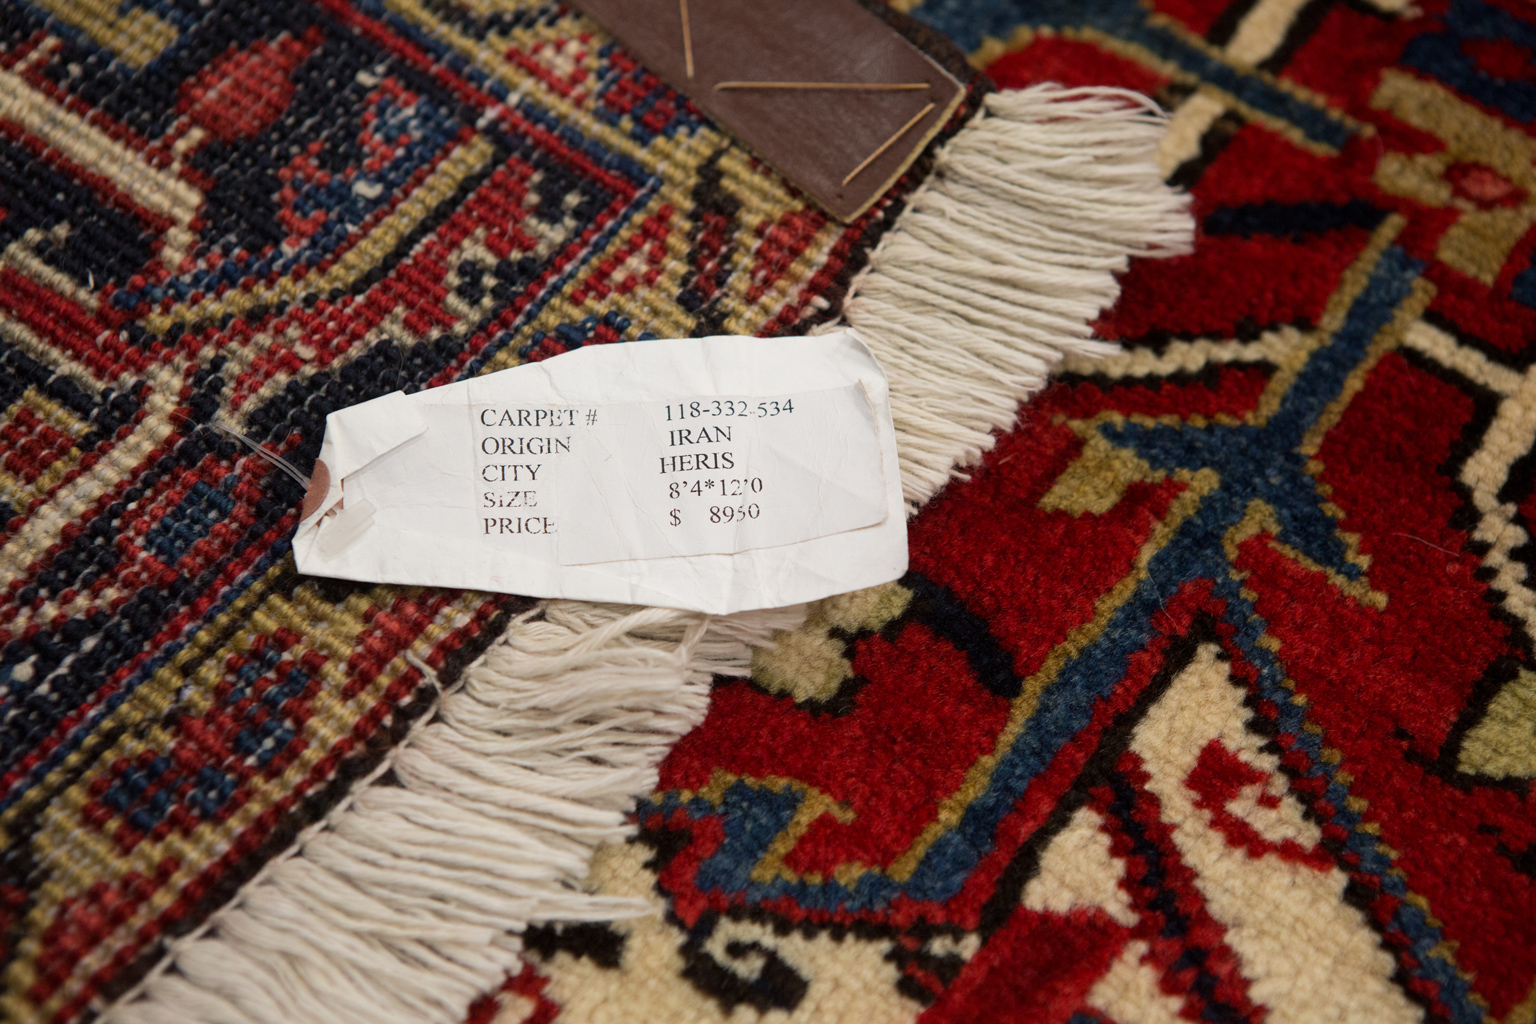 CARPET # 118-332-534
ORIGIN IRAN
CITY HERIS
SIZE 8'4*12'0
PRICE $ 8950